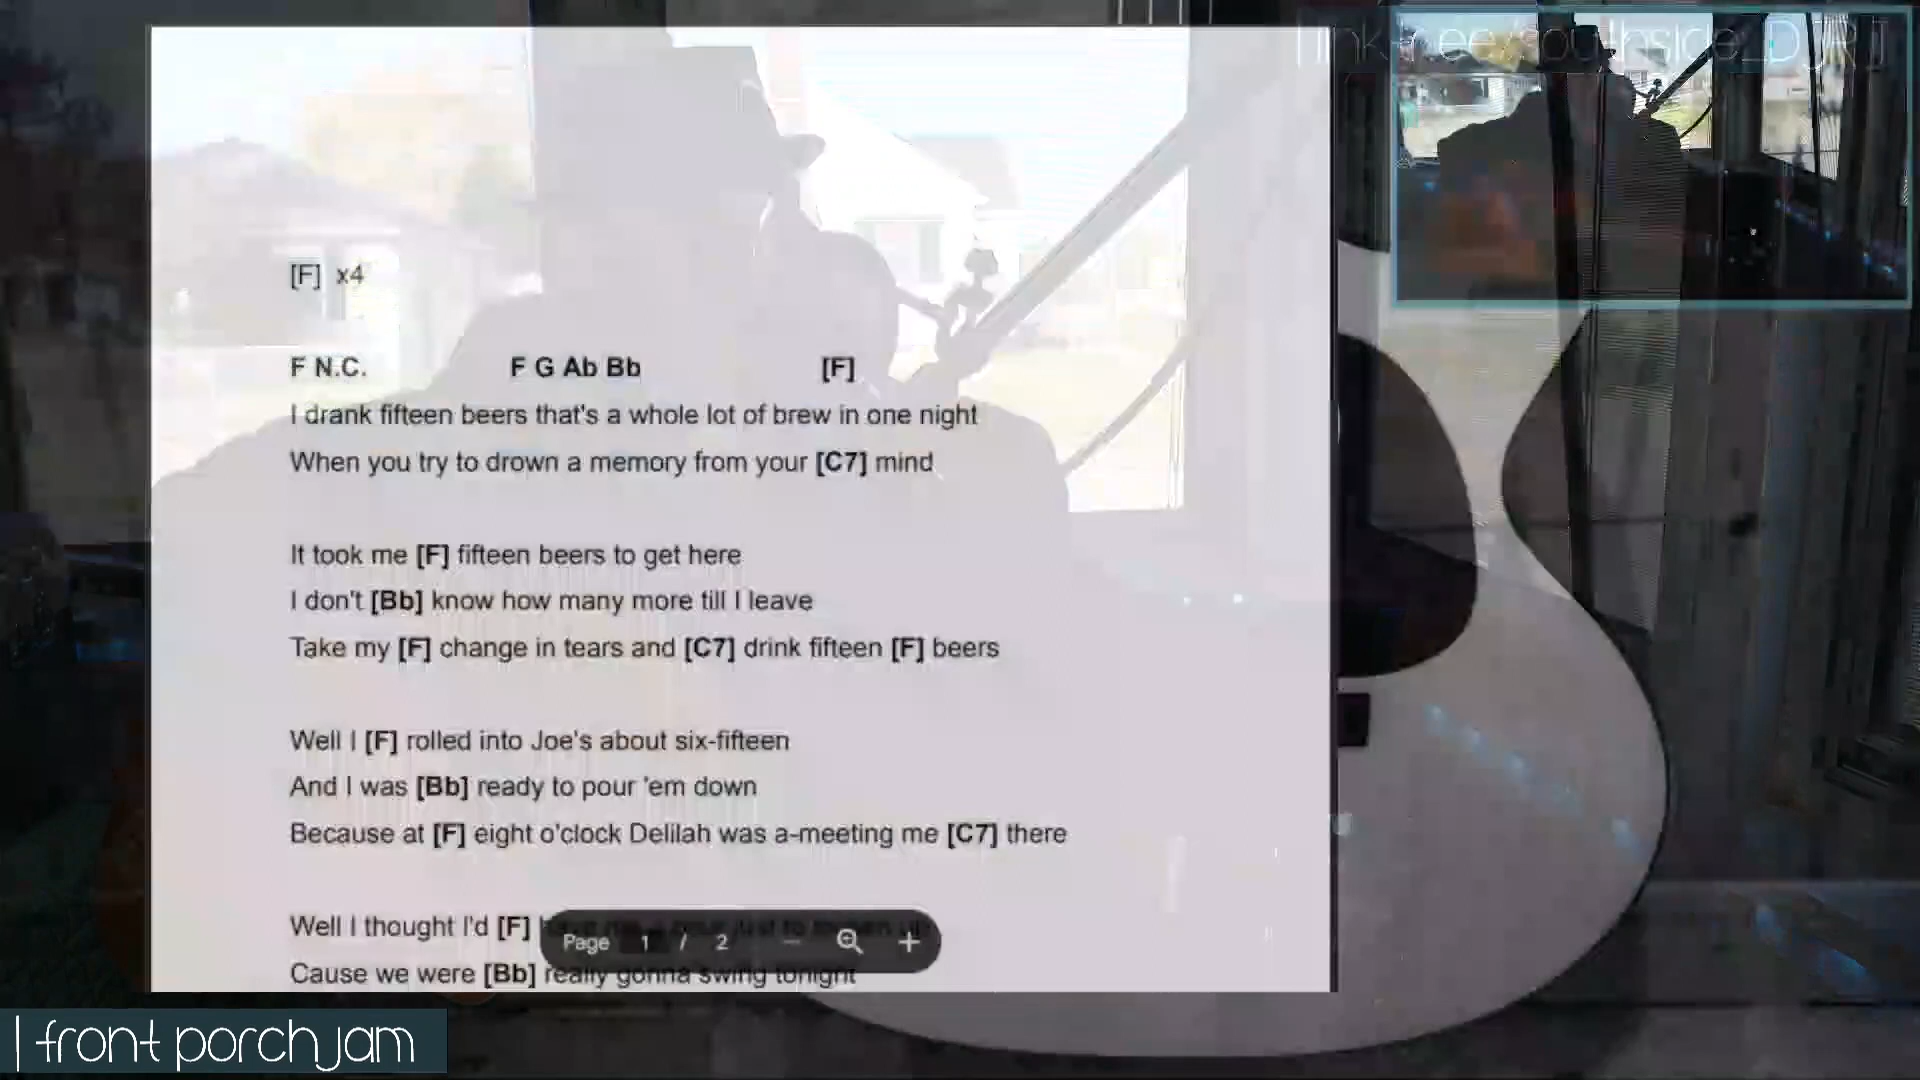 [F] x4
F N.C. F G Ab Bb [F]
I drank fifteen beers that's a whole lot of brew in one night
When you try to drown a memory from your [C7] mind
It took me [F] fifteen beers to get here
I don't [Bb] know how many more till I leave
Take my [F] change in tears and [C7] drink fifteen [F] beers
Well I [F] rolled into Joe's about six-fifteen
And I was [Bb] ready to pour 'em down
Because at [F] eight o'clock Delilah was a-meeting me [C7] there
Well I thought I'd [F]
Cause we were [Bb] really gonna swing tonight
Page 1 / 2 − +
| front porch jam